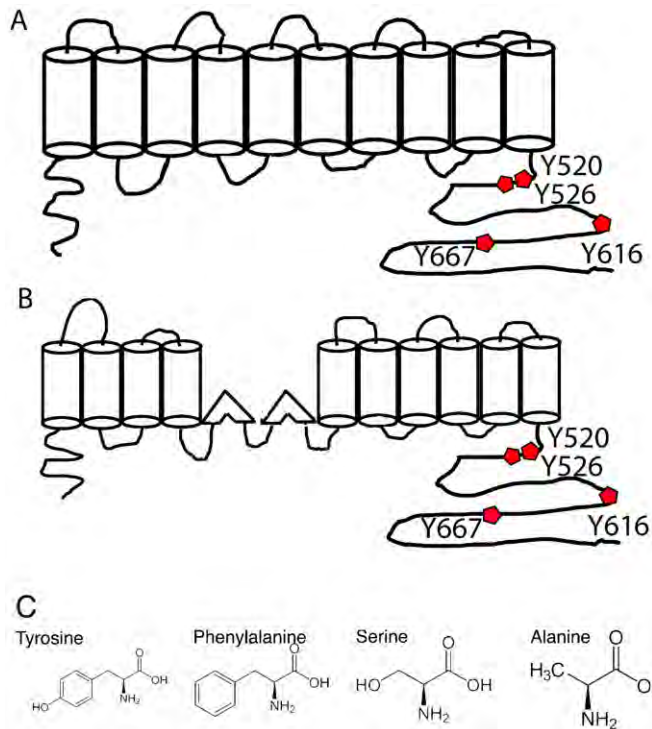 A
Y520
Y526
Y667
Y616
B
Y520
Y526
Y667
Y616
C
Tyrosine
Phenylalanine
Serine
Alanine
O
O
O
O
HO
OH
OH
HO
OH
H₃C
O
NH₂
NH₂
NH₂
NH₂